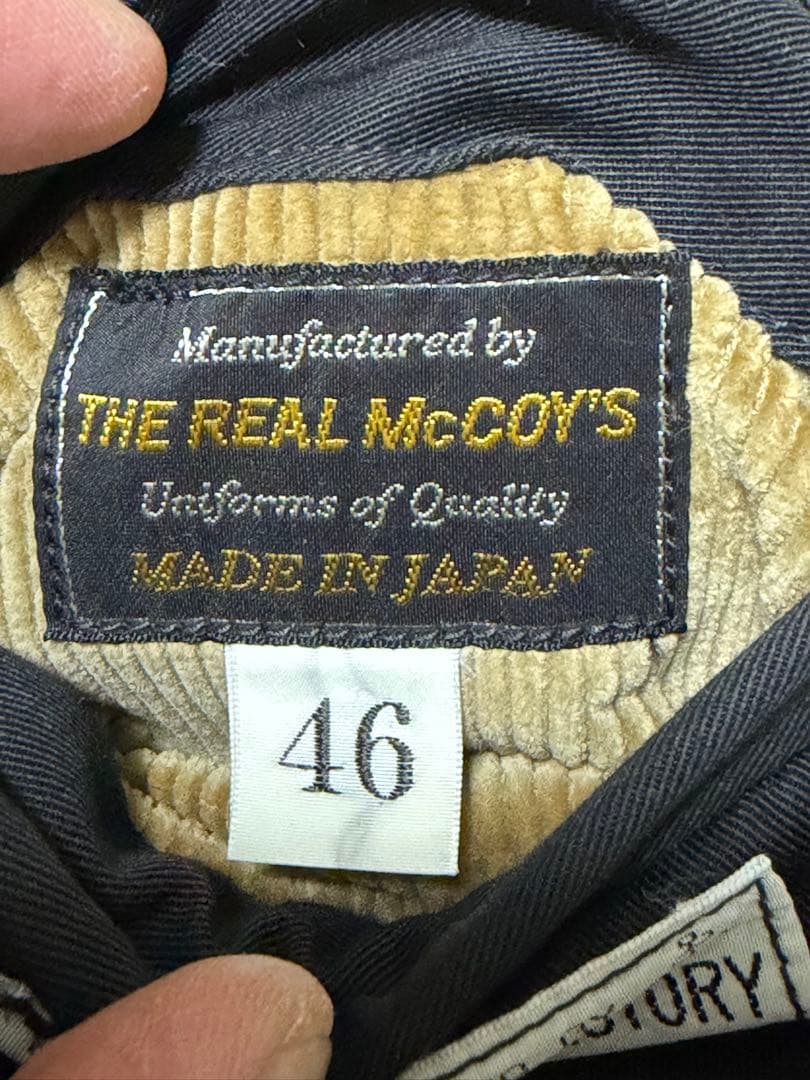 Manufactured by
THE REAL McCOY'S
Uniforms of Quality
MADE IN JAPAN
46